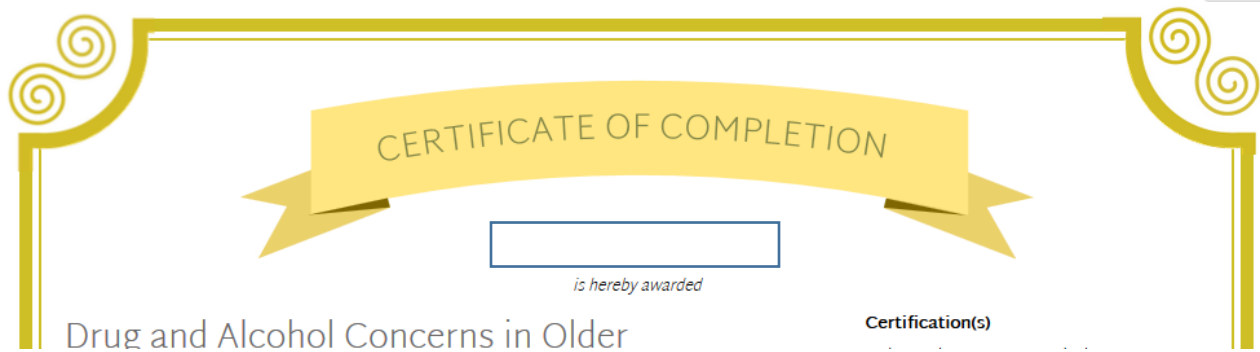 CERTIFICATE OF COMPLETION
is hereby awarded
Drug and Alcohol Concerns in Older
Certification(s)